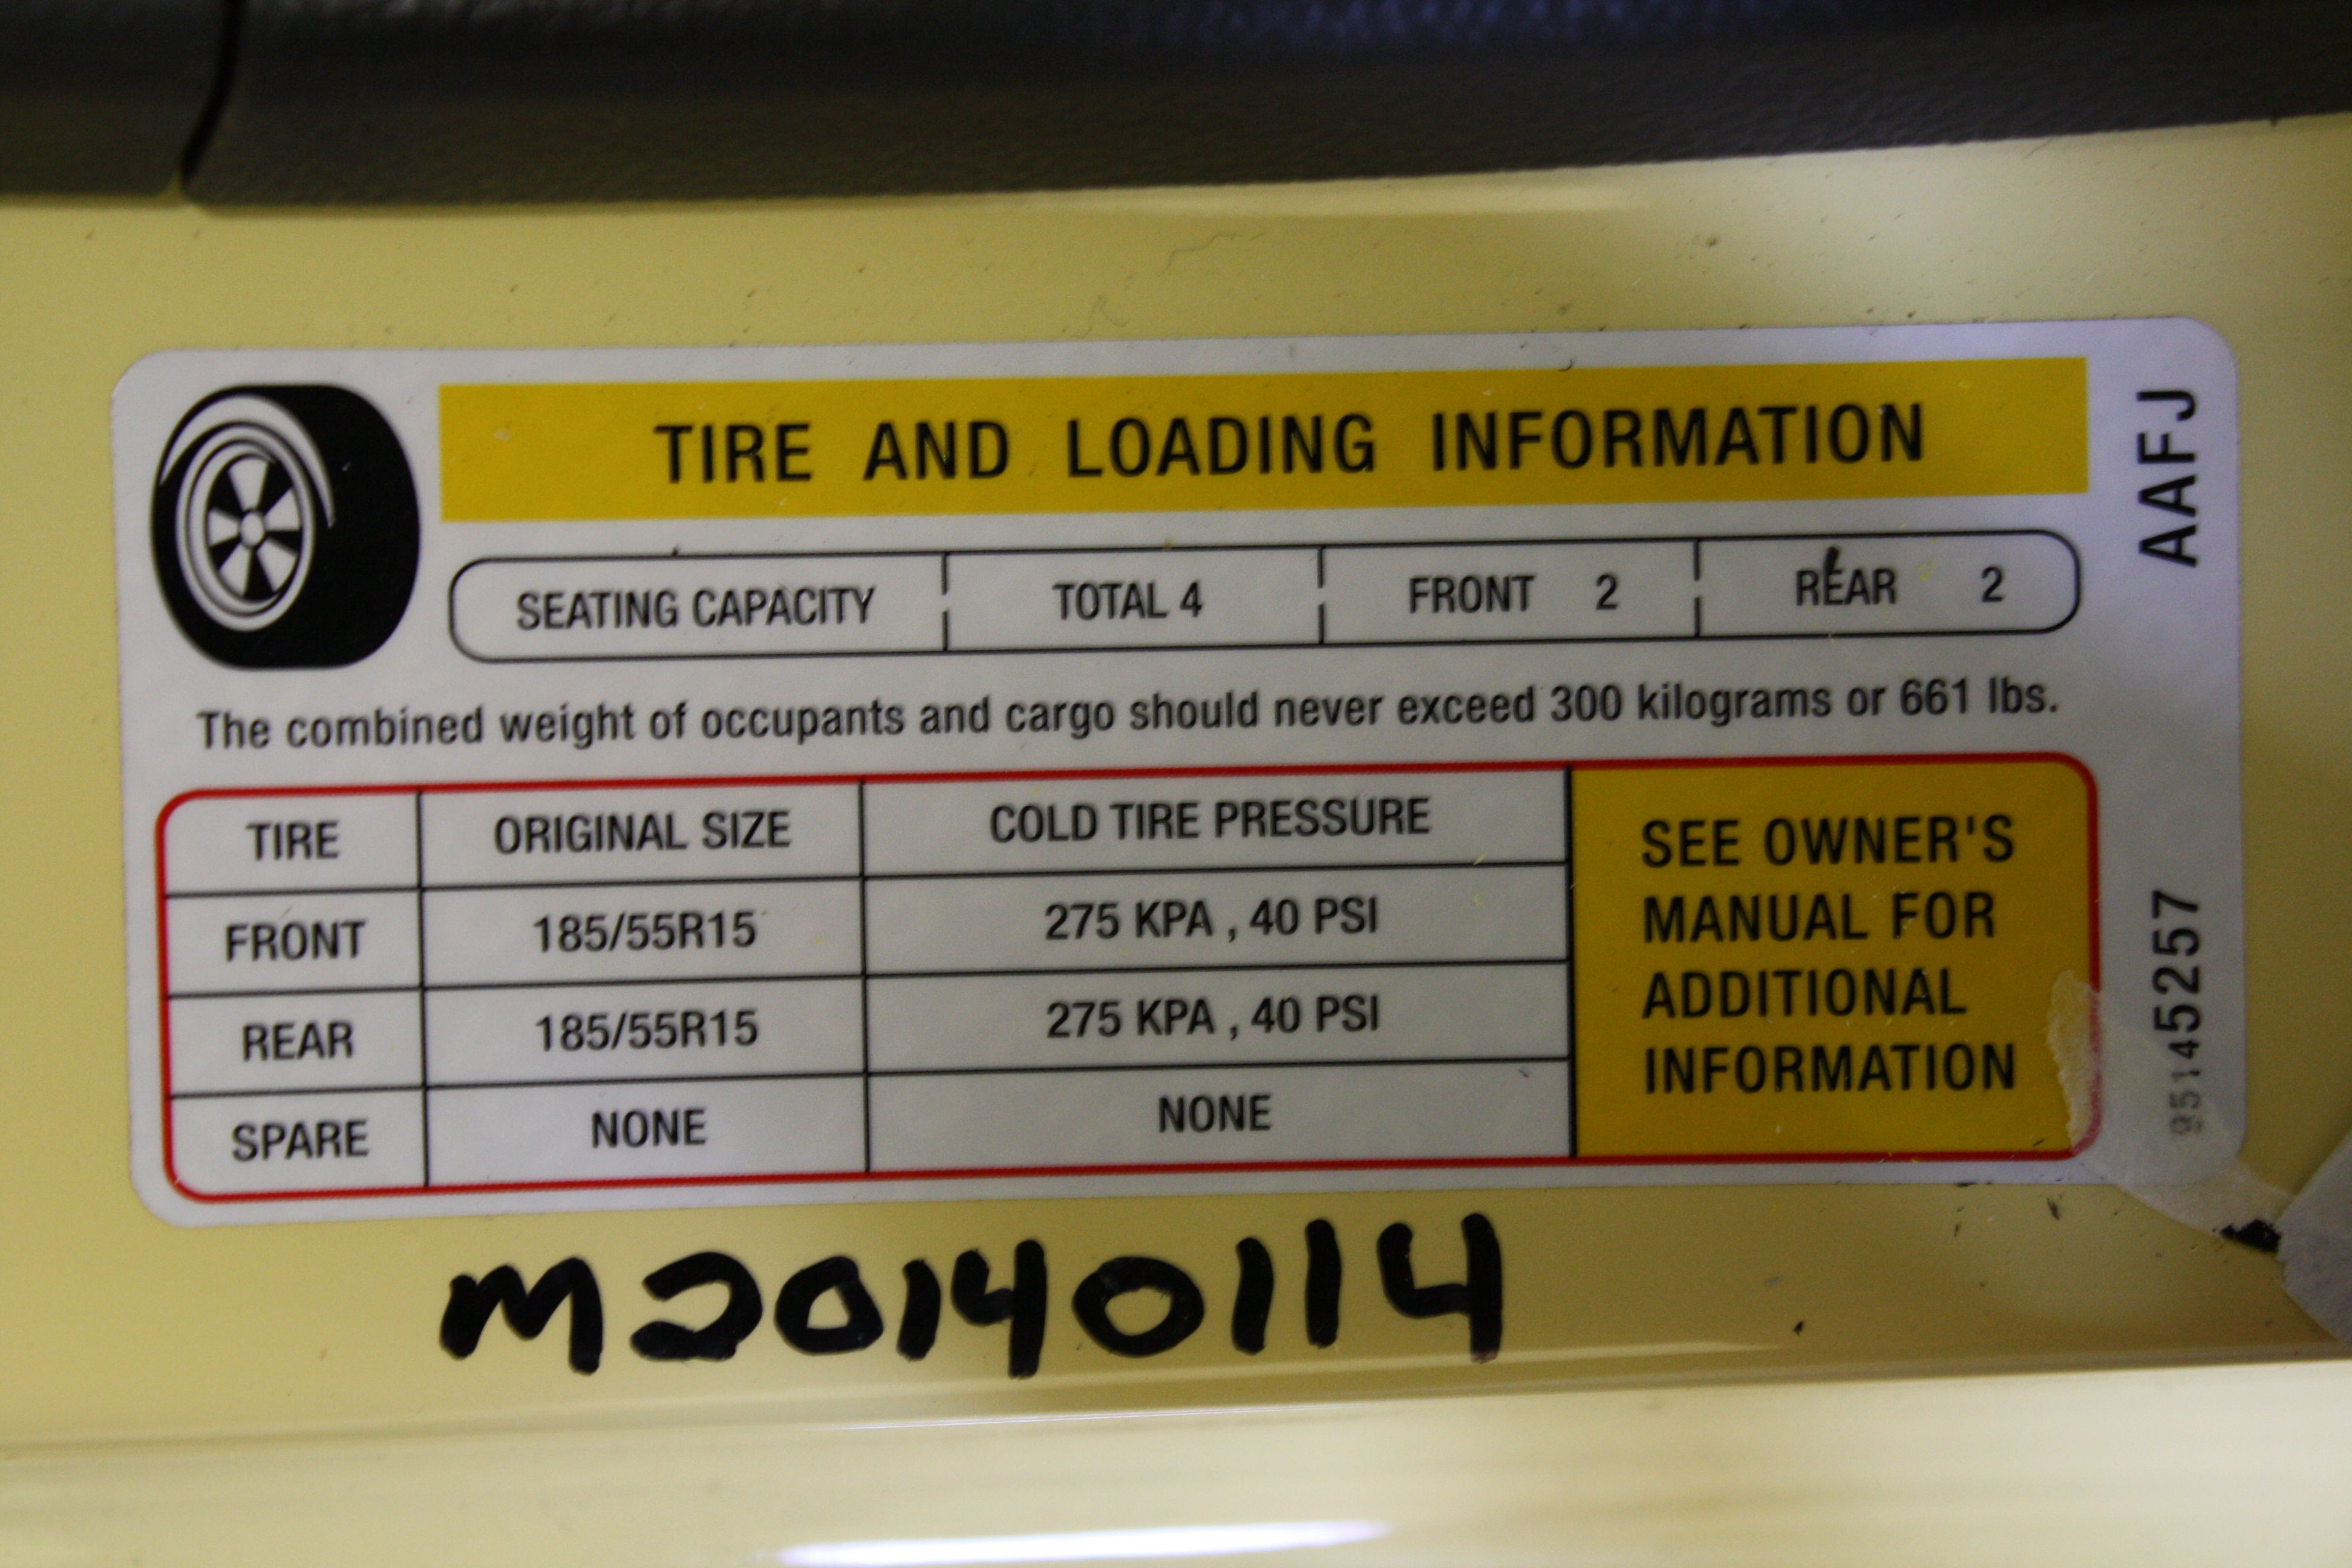 TIRE AND LOADING INFORMATION
SEATING CAPACITY TOTAL 4 FRONT 2 REAR 2
The combined weight of occupants and cargo should never exceed 300 kilograms or 661 lbs.
TIRE ORIGINAL SIZE COLD TIRE PRESSURE
FRONT 185/55R15 275 KPA , 40 PSI
REAR 185/55R15 275 KPA , 40 PSI
SPARE NONE NONE
SEE OWNER'S
MANUAL FOR
ADDITIONAL
INFORMATION
AAFJ
95145257
M20140114